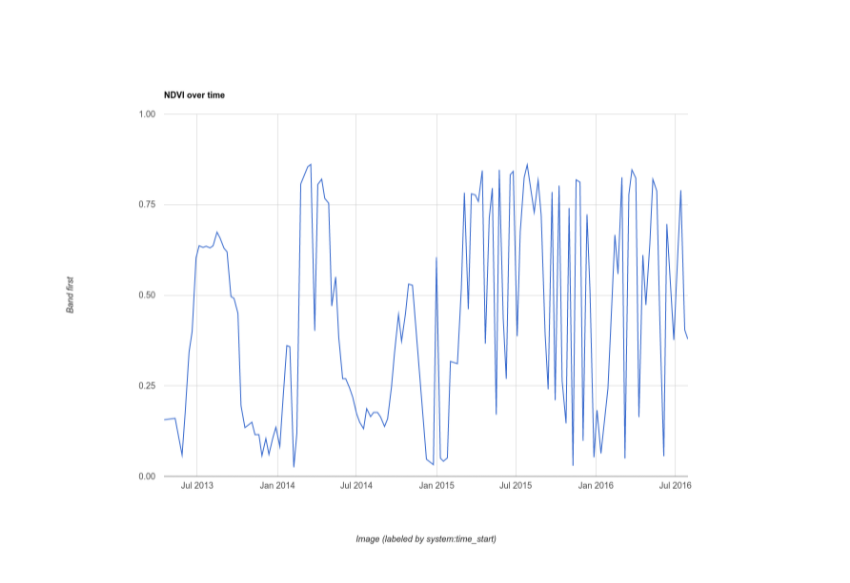 NDVI over time
1.00
0.75
0.50
0.25
0.00
Band first
Jul 2013 Jan 2014 Jul 2014 Jan 2015 Jul 2015 Jan 2016 Jul 2016
Image (labeled by system:time_start)